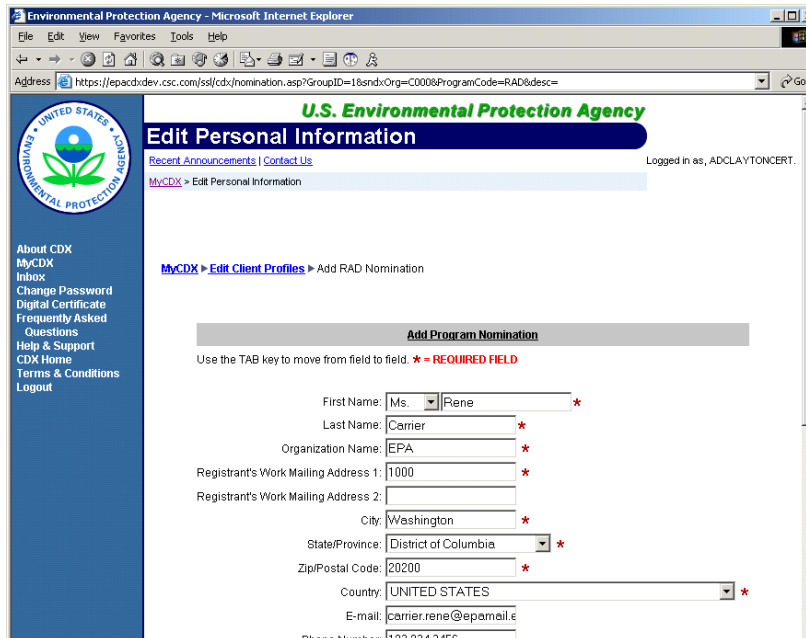 Environmental Protection Agency - Microsoft Internet Explorer
File Edit View Favorites Tools Help
Address https://epacdxdev.csc.com/ssl/cdx/nomination.asp?GroupID=1&sndxOrg=C000&ProgramCode=RAD&desc= Go
UNITED STATES ENVIRONMENTAL PROTECTION AGENCY
U.S. Environmental Protection Agency
Edit Personal Information
Recent Announcements | Contact Us
Logged in as, ADCLAYTONCERT.
MyCDX > Edit Personal Information
About CDX
MyCDX
Inbox
Change Password
Digital Certificate
Frequently Asked
Questions
Help & Support
CDX Home
Terms & Conditions
Logout
MyCDX ▶ Edit Client Profiles ▶ Add RAD Nomination
Add Program Nomination
Use the TAB key to move from field to field. * = REQUIRED FIELD
First Name: Ms. Rene *
Last Name: Carrier *
Organization Name: EPA *
Registrant's Work Mailing Address 1: 1000 *
Registrant's Work Mailing Address 2:
City: Washington *
State/Province: District of Columbia *
Zip/Postal Code: 20200 *
Country: UNITED STATES *
E-mail: carrier.rene@epamail.e